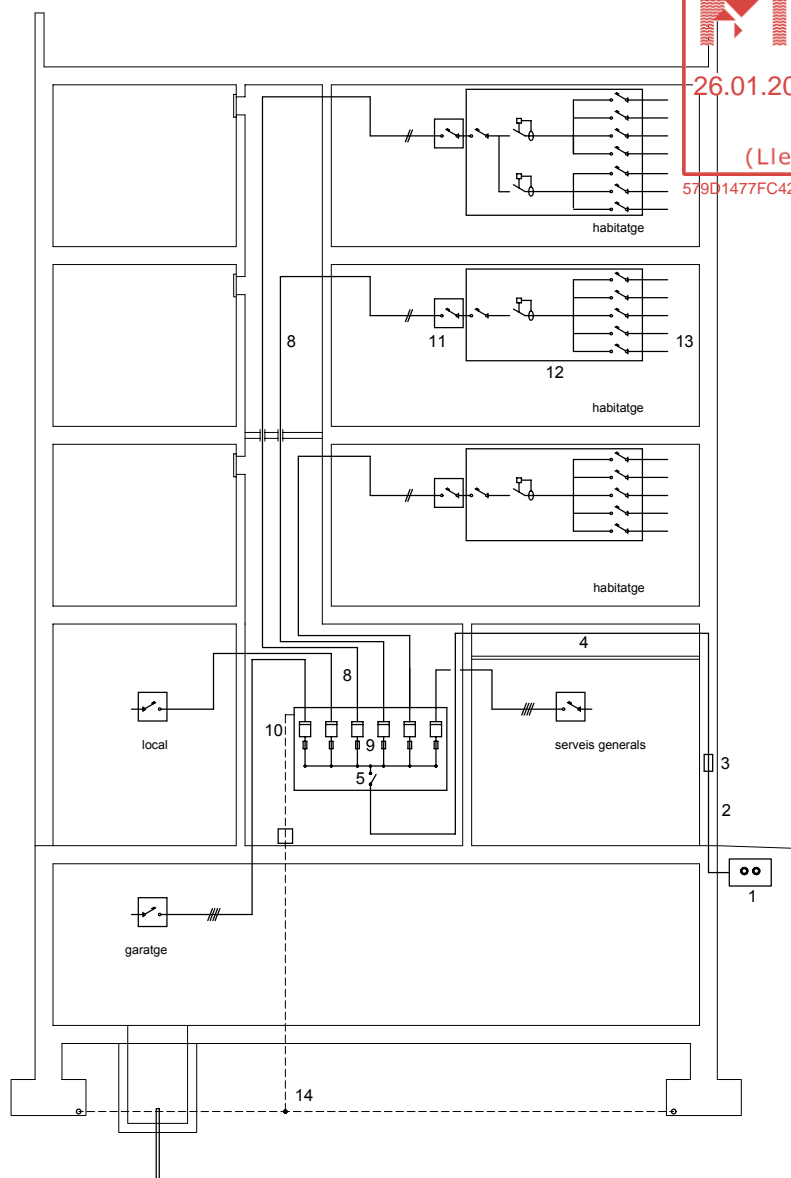 26.01.20
(Lle
579D1477FC42
habitatge
8
11
12
13
habitatge
habitatge
4
8
local
10
9
serveis generals
5
3
2
1
garatge
14